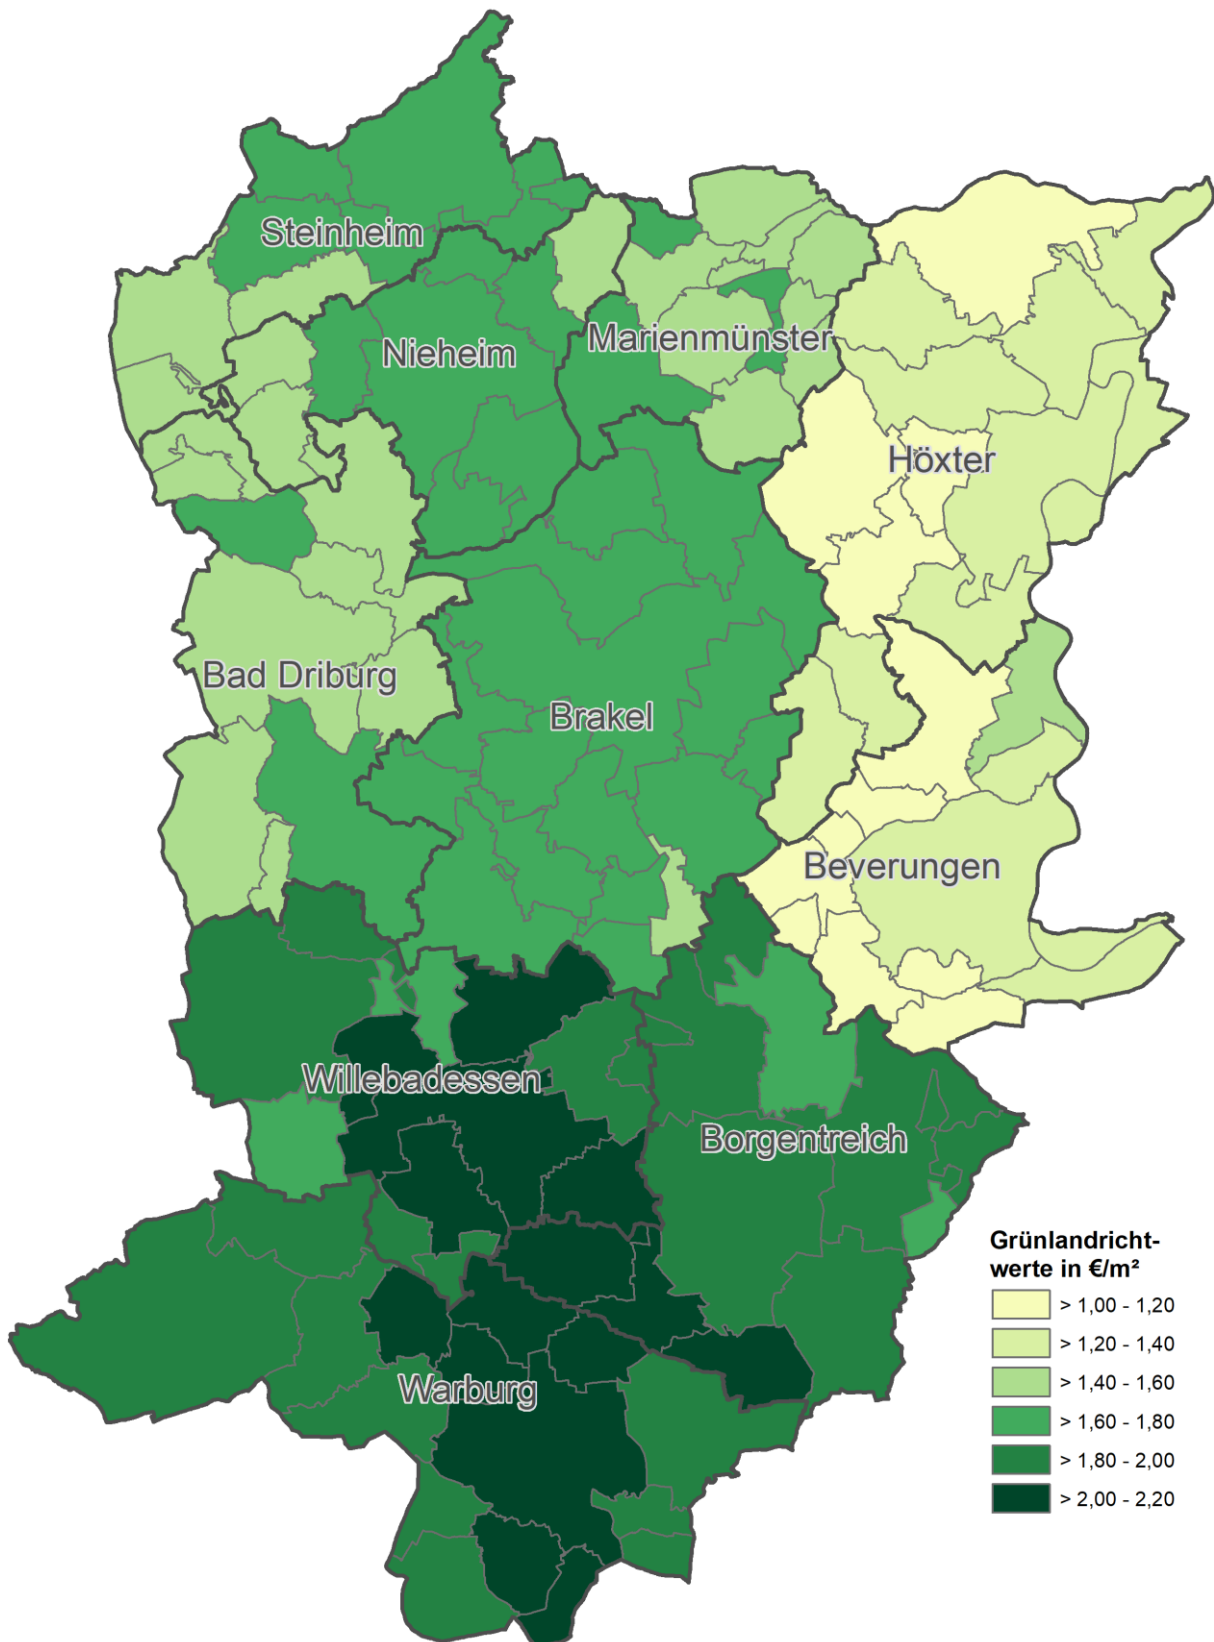 Steinheim
Nieheim
Marienmünster
Höxter
Bad Driburg
Brakel
Beverungen
Willebadessen
Borgentreich
Warburg
Grünlandricht-
werte in €/m²
> 1,00 - 1,20
> 1,20 - 1,40
> 1,40 - 1,60
> 1,60 - 1,80
> 1,80 - 2,00
> 2,00 - 2,20